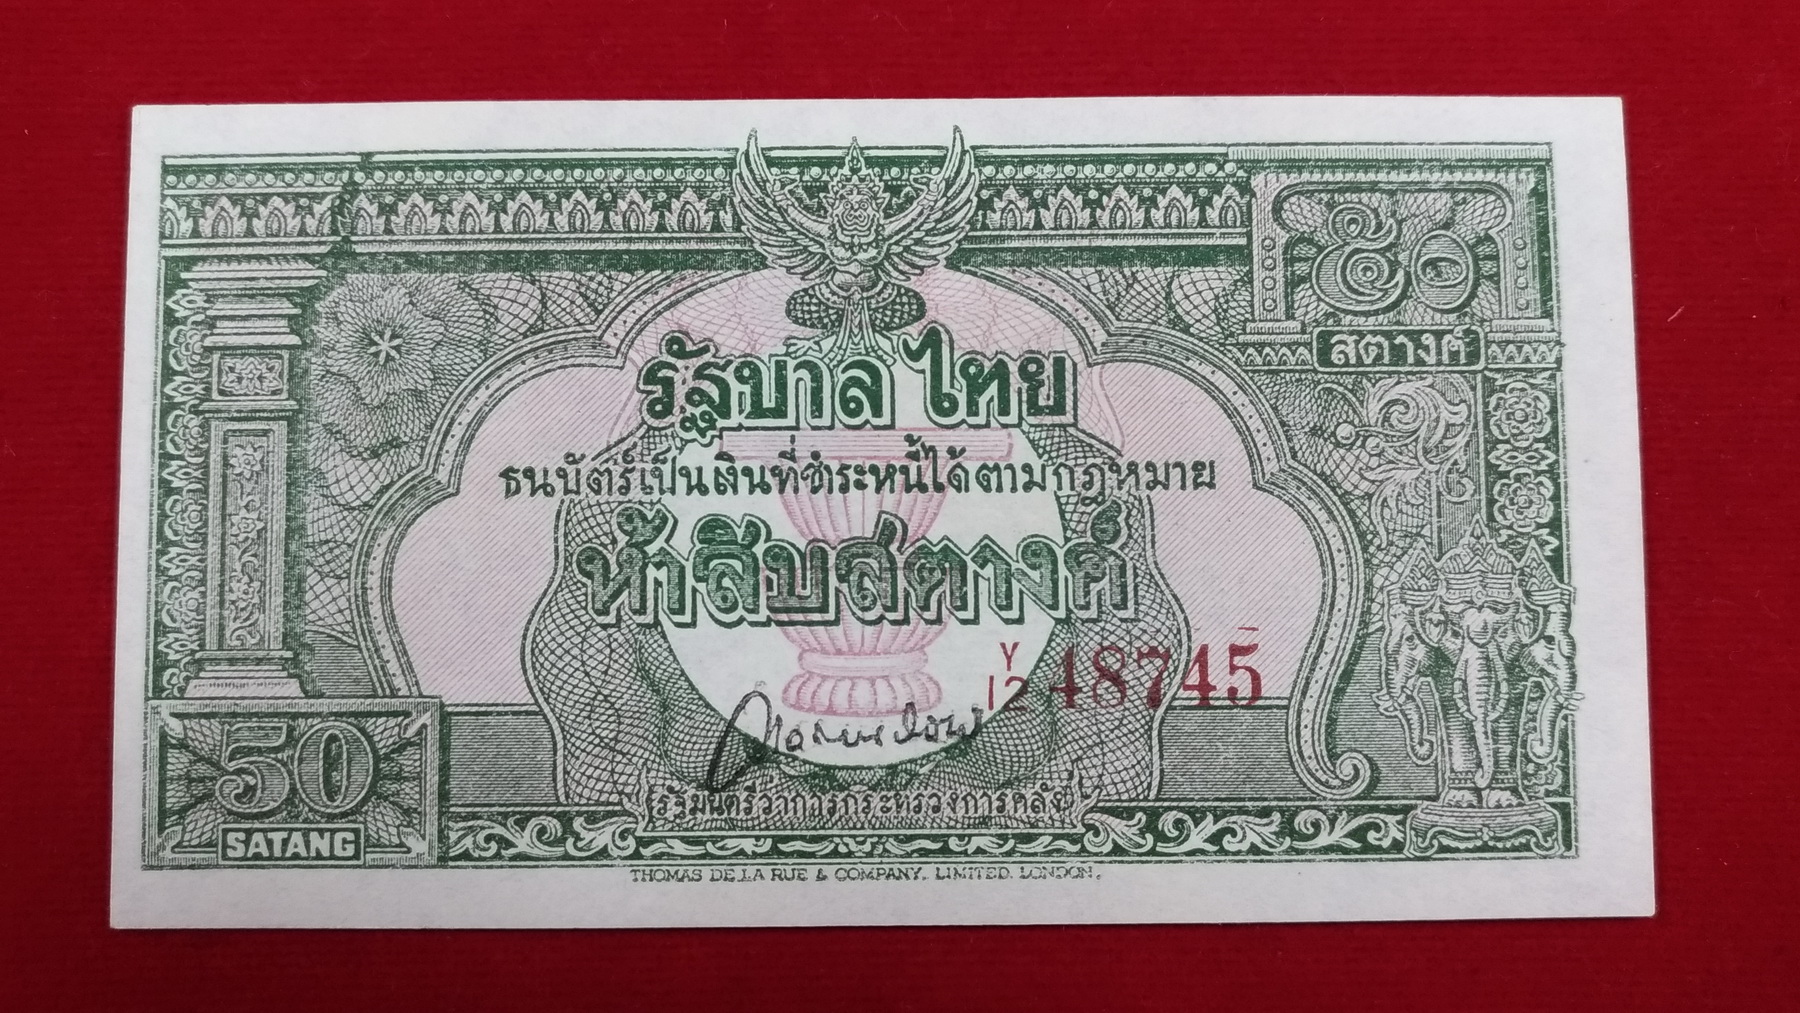 ๕๐
สตางค์
รัฐบาลไทย
ธนบัตร์เป็นเงินที่ชำระหนี้ได้ตามกฎหมาย
ห้าสิบสตางค์
Y
12 48745
รัฐมนตรีว่าการกระทรวงการคลัง
50
SATANG
THOMAS DE LA RUE & COMPANY, LIMITED, LONDON.